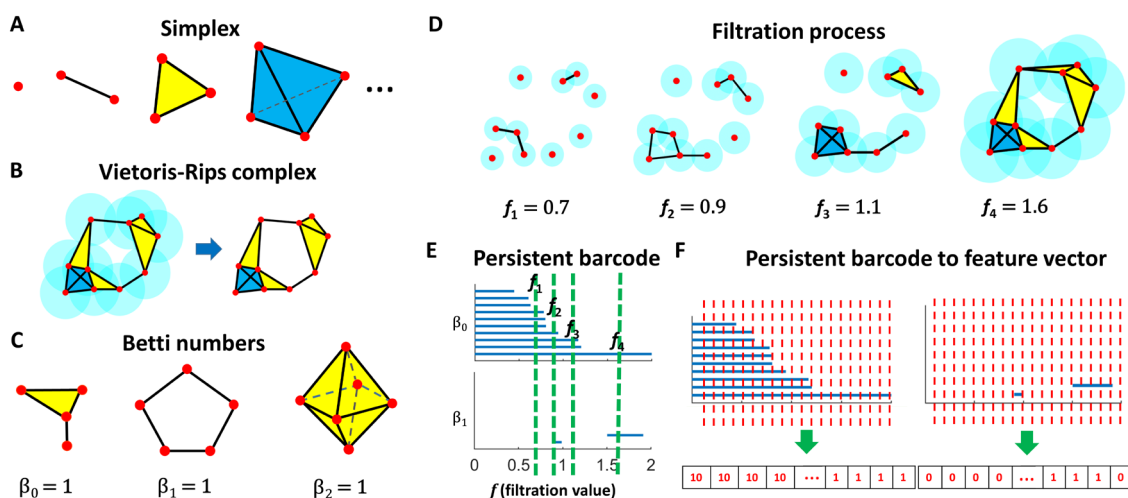 A
Simplex
...
B
Vietoris-Rips complex
C
Betti numbers
β0 = 1
β1 = 1
β2 = 1
D
Filtration process
f1 = 0.7
f2 = 0.9
f3 = 1.1
f4 = 1.6
E
Persistent barcode
f1
f2
f3
f4
β0
β1
0 0.5 1 1.5 2
f (filtration value)
F
Persistent barcode to feature vector
10 10 10 10 ... 1 1 1 1
0 0 0 0 ... 1 1 1 0